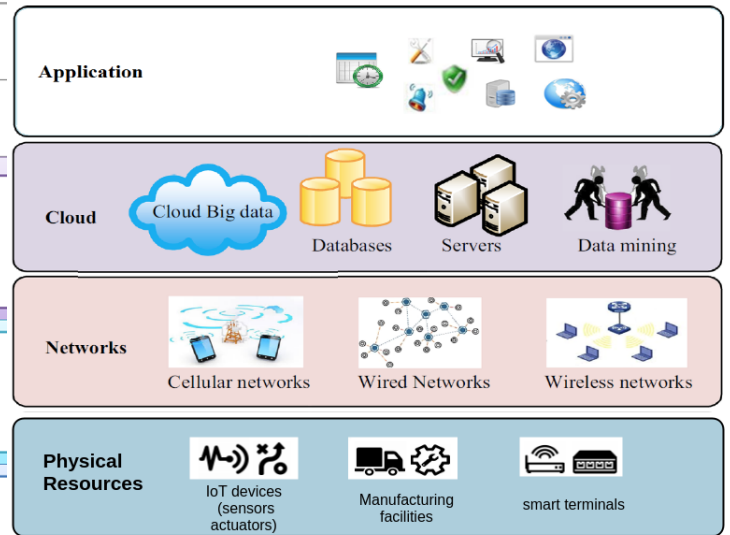 Application
Cloud
Cloud Big data
Databases
Servers
Data mining
Networks
Cellular networks
Wired Networks
Wireless networks
Physical
Resources
IoT devices
(sensors
actuators)
Manufacturing
facilities
smart terminals